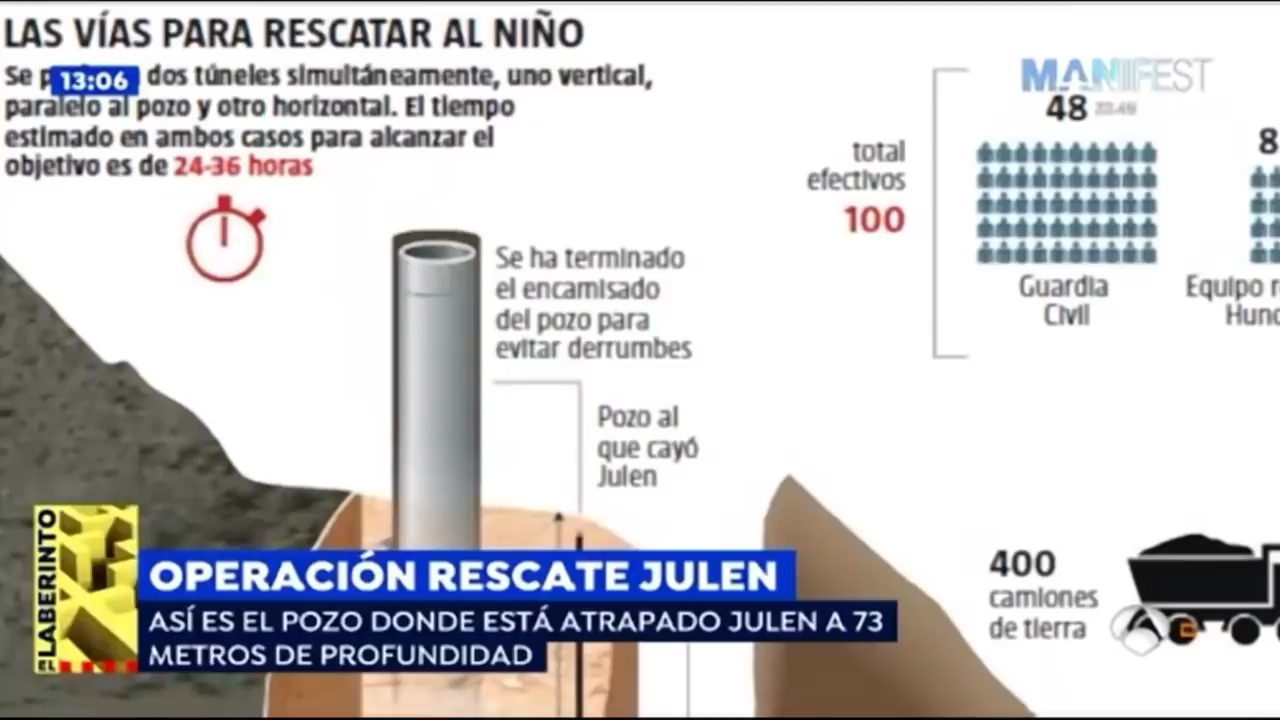 LAS VÍAS PARA RESCATAR AL NIÑO
Se p
13:06
dos túneles simultáneamente, uno vertical,
paralelo al pozo y otro horizontal. El tiempo
estimado en ambos casos para alcanzar el
objetivo es de 24-36 horas
MANIFEST
48
22:49
8
total
efectivos
100
Guardia
Civil
Equipo r
Hund
Se ha terminado
el encamisado
del pozo para
evitar derrumbes
Pozo al
que cayó
Julen
400
camiones
de tierra
EL LABERINTO
OPERACIÓN RESCATE JULEN
ASÍ ES EL POZO DONDE ESTÁ ATRAPADO JULEN A 73
METROS DE PROFUNDIDAD